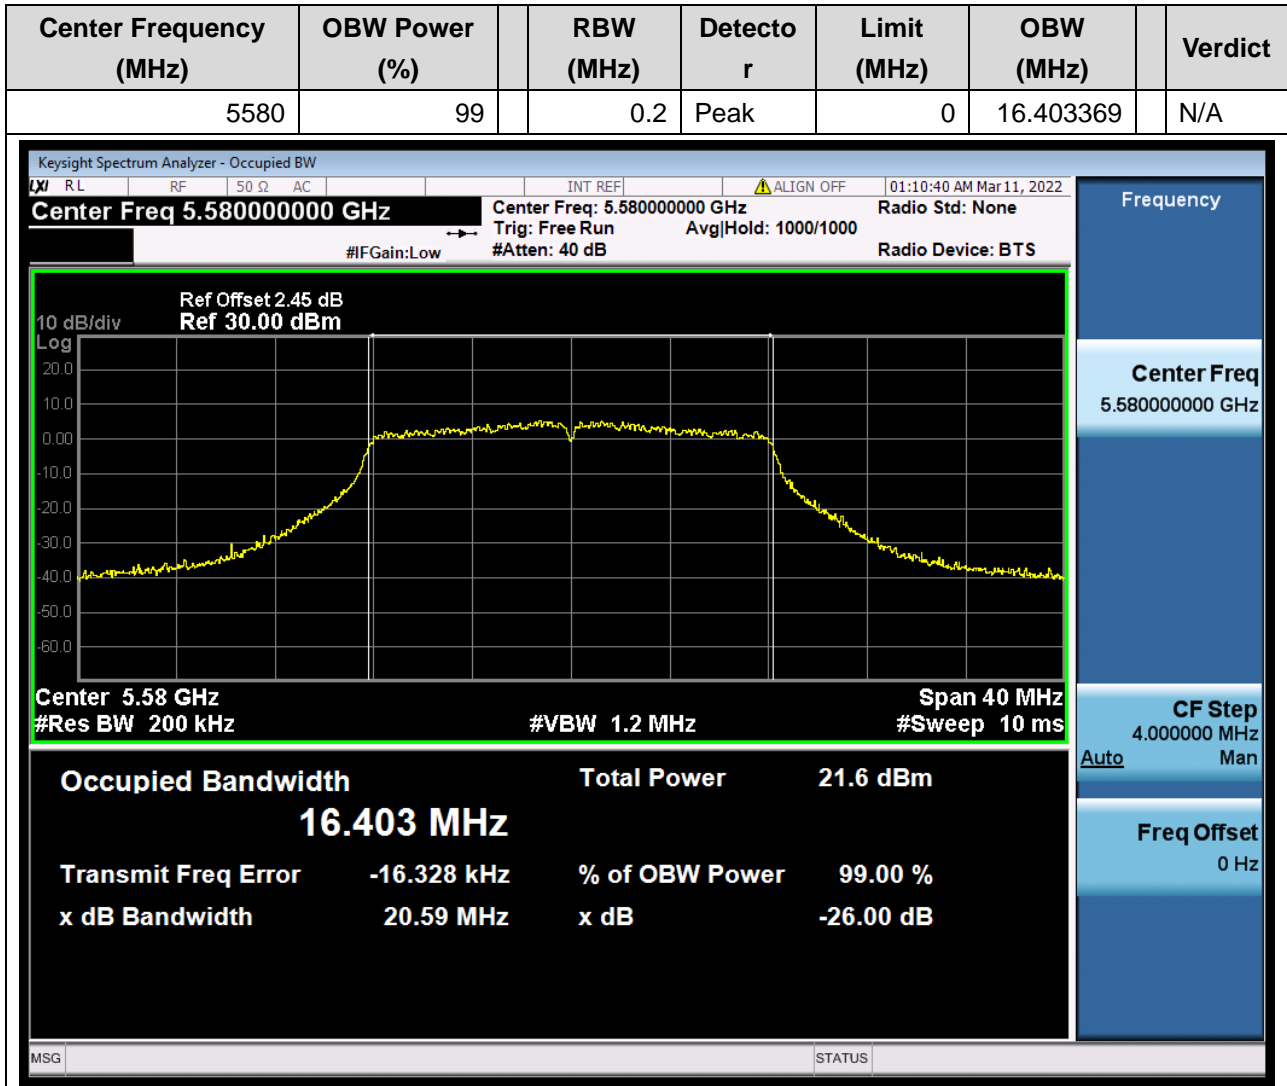 Center Frequency (MHz) OBW Power (%) RBW (MHz) Detecto r Limit (MHz) OBW (MHz) Verdict
5580 99 0.2 Peak 0 16.403369 N/A
Keysight Spectrum Analyzer - Occupied BW
LXI RL RF 50 Ω AC INT REF ALIGN OFF 01:10:40 AM Mar 11, 2022
Center Freq 5.580000000 GHz
Center Freq: 5.580000000 GHz
Radio Std: None
Trig: Free Run Avg|Hold: 1000/1000
#IFGain:Low
#Atten: 40 dB
Radio Device: BTS
Frequency
Ref Offset 2.45 dB
10 dB/div Ref 30.00 dBm
Log
20.0
10.0
0.00
-10.0
-20.0
-30.0
-40.0
-50.0
-60.0
Center 5.58 GHz Span 40 MHz
#Res BW 200 kHz #VBW 1.2 MHz #Sweep 10 ms
Center Freq
5.580000000 GHz
CF Step
4.000000 MHz
Auto Man
Freq Offset
0 Hz
Occupied Bandwidth Total Power 21.6 dBm
16.403 MHz
Transmit Freq Error -16.328 kHz % of OBW Power 99.00 %
x dB Bandwidth 20.59 MHz x dB -26.00 dB
MSG STATUS